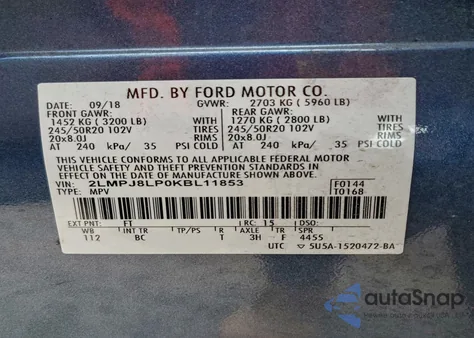 MFD. BY FORD MOTOR CO.
DATE: 09/18 GVWR: 2703 KG ( 5960 LB)
FRONT GAWR: REAR GAWR:
1452 KG ( 3200 LB) WITH 1270 KG ( 2800 LB) WITH
245/50R20 102V TIRES 245/50R20 102V TIRES
20x8.0J RIMS 20x8.0J RIMS
AT 240 kPa/ 35 PSI COLD AT 240 kPa/ 35 PSI COLD
THIS VEHICLE CONFORMS TO ALL APPLICABLE FEDERAL MOTOR
VEHICLE SAFETY AND THEFT PREVENTION STANDARDS IN EFFECT ON THE
DATE OF MANUFACTURE SHOWN ABOVE.
VIN: 2LMPJ8LP0KBL11853 F0144
TYPE: MPV T0168
EXT PNT: FT RC: 15 DSO:
WB INT TR TP/PS R AXLE TR SPR
112 BC T 3H F 4455
UTC 5U5A-1520472-BA
autoSnap